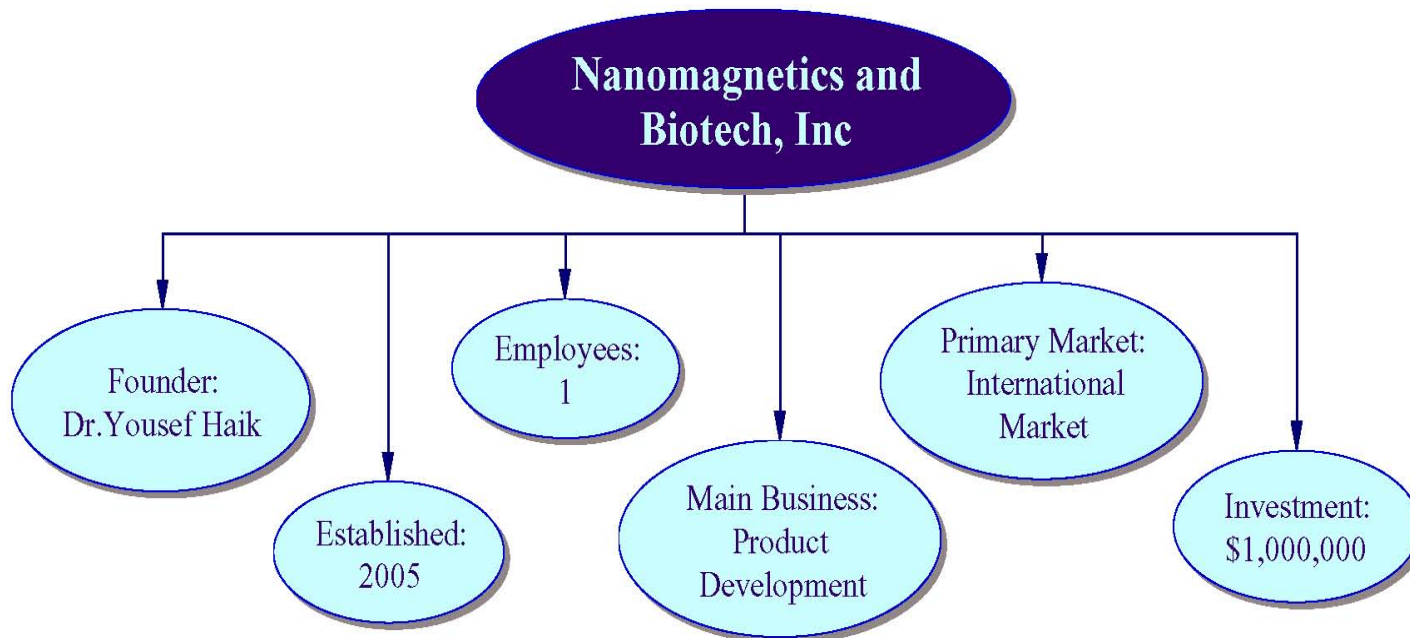 Nanomagnetics and
Biotech, Inc
Founder:
Dr.Yousef Haik
Established:
2005
Employees:
1
Main Business:
Product
Development
Primary Market:
International
Market
Investment:
$1,000,000